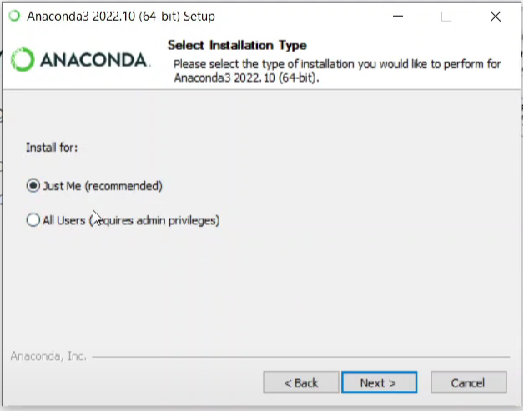 Anaconda3 2022.10 (64-bit) Setup
Select Installation Type
ANACONDA.
Please select the type of installation you would like to perform for
Anaconda3 2022.10 (64-bit).
Install for:
Just Me (recommended)
All Users (requires admin privileges)
Anaconda, Inc.
< Back Next > Cancel